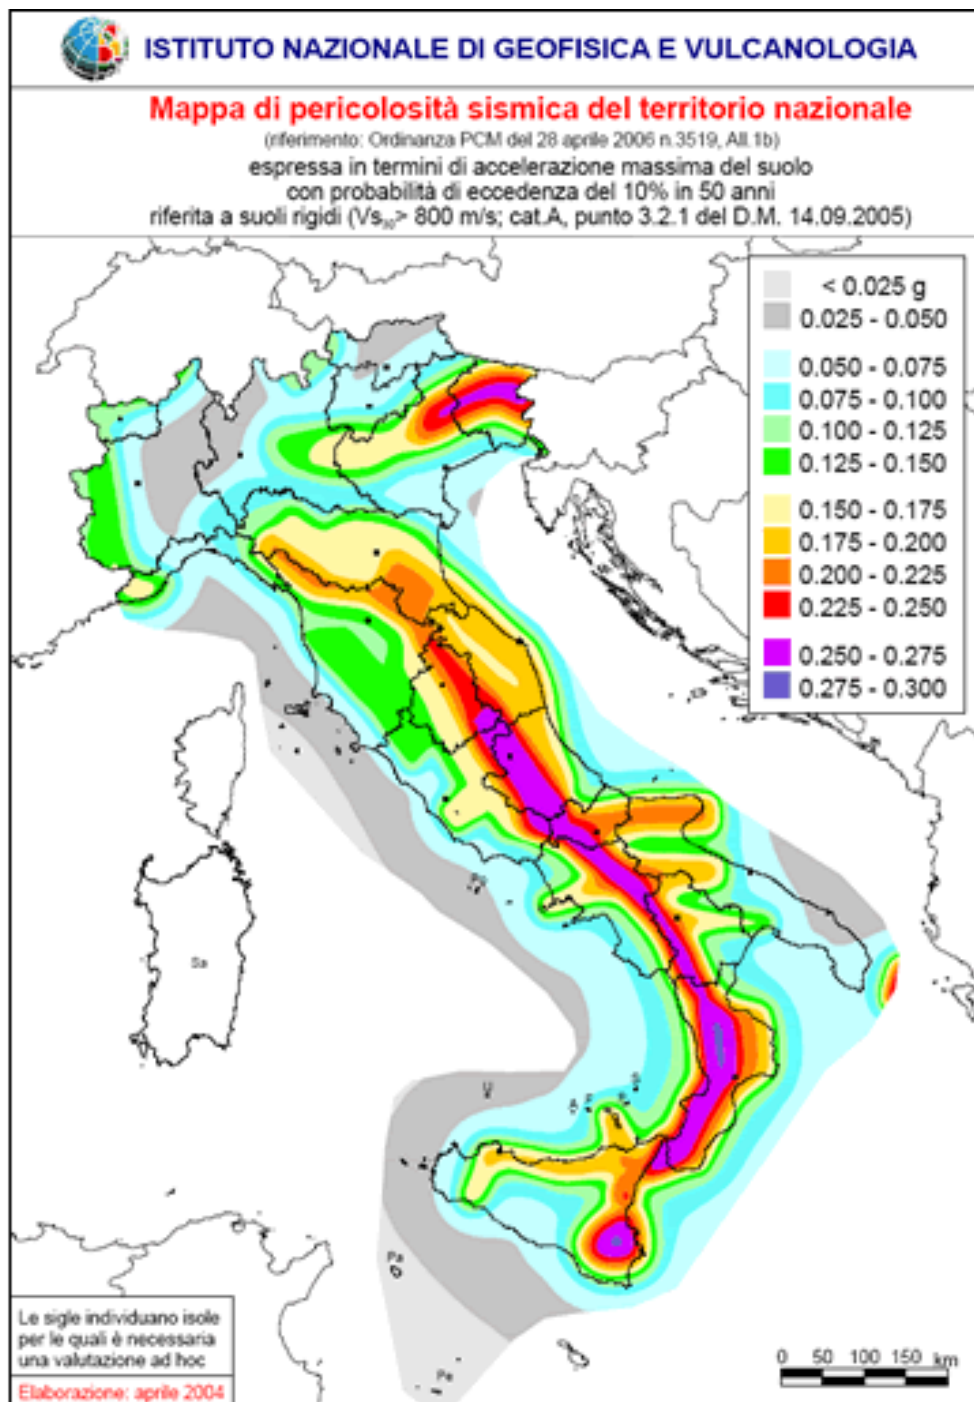 ISTITUTO NAZIONALE DI GEOFISICA E VULCANOLOGIA
Mappa di pericolosità sismica del territorio nazionale
(riferimento: Ordinanza PCM del 28 aprile 2006 n.3519, All.1b)
espressa in termini di accelerazione massima del suolo
con probabilità di eccedenza del 10% in 50 anni
riferita a suoli rigidi (Vs₃₀> 800 m/s; cat.A, punto 3.2.1 del D.M. 14.09.2005)
< 0.025 g
0.025 - 0.050
0.050 - 0.075
0.075 - 0.100
0.100 - 0.125
0.125 - 0.150
0.150 - 0.175
0.175 - 0.200
0.200 - 0.225
0.225 - 0.250
0.250 - 0.275
0.275 - 0.300
Sa
U
A
Pa
Pe
Le sigle individuano isole
per le quali è necessaria
una valutazione ad hoc
Elaborazione: aprile 2004
0 50 100 150 km